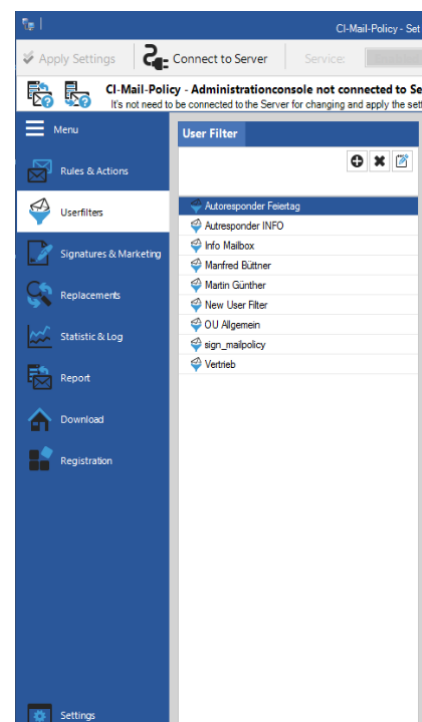 CI-Mail-Policy - Set
Apply Settings
Connect to Server
Service:
CI-Mail-Policy - Administrationconsole not connected to Se
It's not need to be connected to the Server for changing and apply the sett
Menu
User Filter
Rules & Actions
Userfilters
Signatures & Marketing
Replacements
Statistic & Log
Report
Download
Registration
Autoresponder Feiertag
Autresponder INFO
Info Mailbox
Manfred Büttner
Martin Günther
New User Filter
OU Allgemein
sign_mailpolicy
Vertrieb
Settings